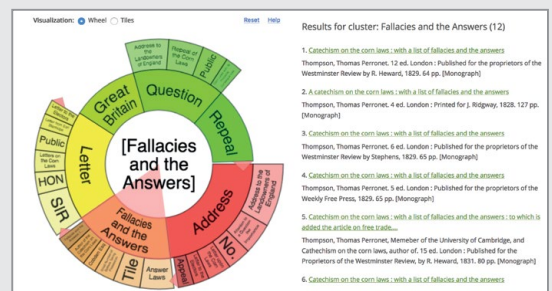 Visualization: Wheel Tiles Reset Help
Address to the Landowners of England
Repeal of the Corn Laws
Public
Great Britain
Question
Repeal
Letter
Public
Letters on the Corn Laws
HON
SIR
[Fallacies and the Answers]
Address
Address to the Landowners of England
No.
Appeal
Fallacies and the Answers
Title
Answer Laws
Results for cluster: Fallacies and the Answers (12)
1. Catechism on the corn laws : with a list of fallacies and the answers
Thompson, Thomas Perronet. 12 ed. London : Published for the proprietors of the
Westminster Review by R. Heward, 1829. 64 pp. [Monograph]
2. A catechism on the corn laws : with a list of fallacies and the answers
Thompson, Thomas Perronet. 4 ed. London : Printed for J. Ridgway, 1828. 127 pp.
[Monograph]
3. Catechism on the corn laws : with a list of fallacies and the answers
Thompson, Thomas Perronet. 6 ed. London : Published for the proprietors of the
Westminster Review by Stephens, 1829. 65 pp. [Monograph]
4. Catechism on the corn laws : with a list of fallacies and the answers
Thompson, Thomas Perronet. 5 ed. London : Published for the proprietors of the
Weekly Free Press, 1829. 65 pp. [Monograph]
5. Catechism on the corn laws : with a list of fallacies and the answers : to which is
added the article on free trade,...
Thompson, Thomas Perronet, Memeber of the University of Cambridge, and
Cathechism on the corn laws, author of. 15 ed. London : Published for the
Proprietors of the Westminster Review, by R. Heward, 1831. 80 pp. [Monograph]
6. Catechism on the corn laws : with a list of fallacies and the answers